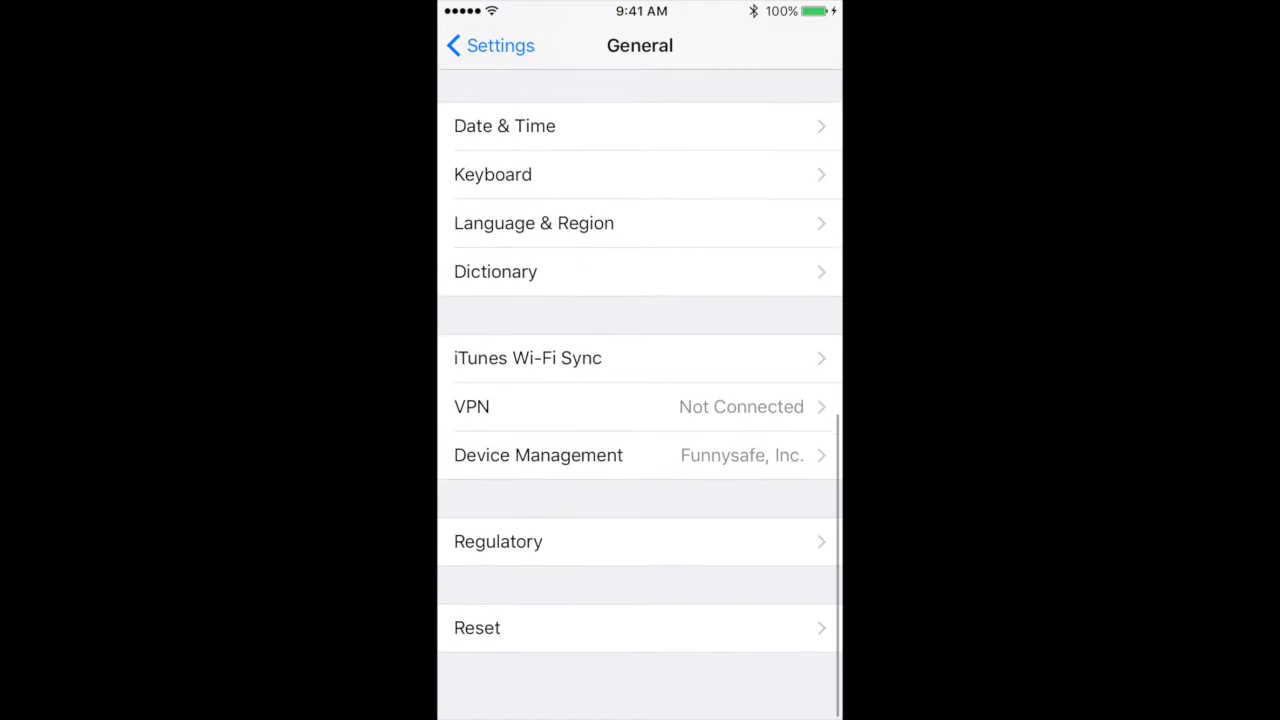 9:41 AM 100%
Settings General
Date & Time
Keyboard
Language & Region
Dictionary
iTunes Wi-Fi Sync
VPN Not Connected
Device Management Funnysafe, Inc.
Regulatory
Reset